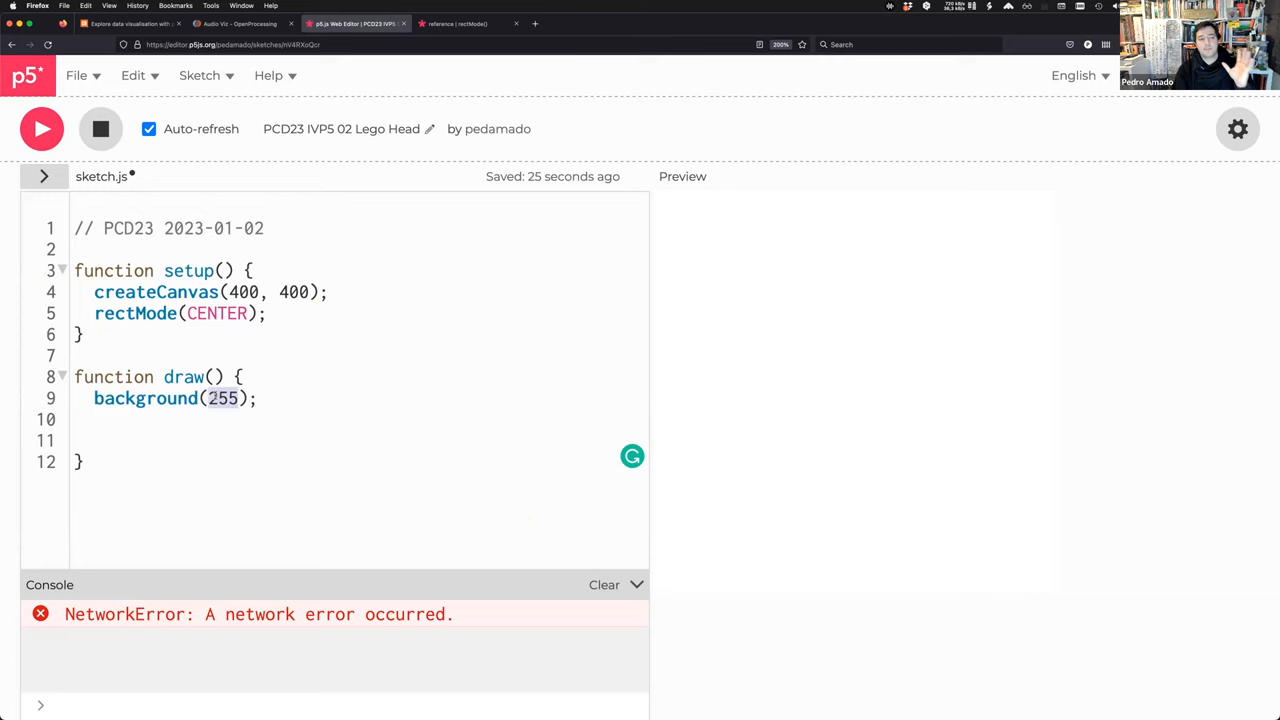 Firefox File Edit View History Bookmarks Tools Window Help
Explore data visualisation with
Audio Viz - OpenProcessing
p5.js Web Editor | PCD23 IVP5
reference | rectMode()
https://editor.p5js.org/pedamado/sketches/nV4RXoQcr
200%
Search
Pedro Amado
p5*
File
Edit
Sketch
Help
English
Auto-refresh
PCD23 IVP5 02 Lego Head
by pedamado
sketch.js
Saved: 25 seconds ago
Preview
1 // PCD23 2023-01-02
2
3 function setup() {
4 createCanvas(400, 400);
5 rectMode(CENTER);
6 }
7
8 function draw() {
9 background(255);
10
11
12 }
Console
Clear
NetworkError: A network error occurred.
>